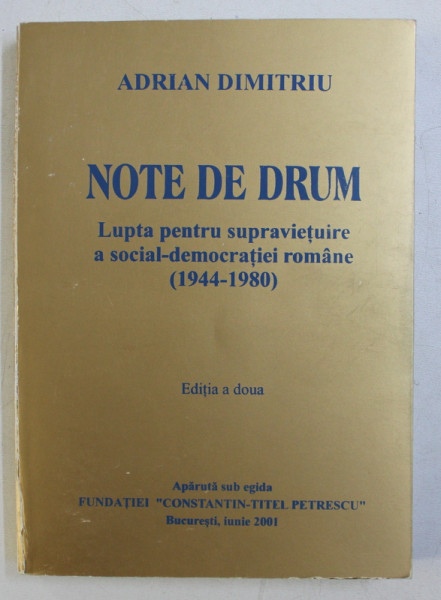 ADRIAN DIMITRIU
NOTE DE DRUM
Lupta pentru supraviețuire
a social-democrației române
(1944-1980)
Ediția a doua
Apărută sub egida
FUNDAȚIEI "CONSTANTIN-TITEL PETRESCU"
București, iunie 2001